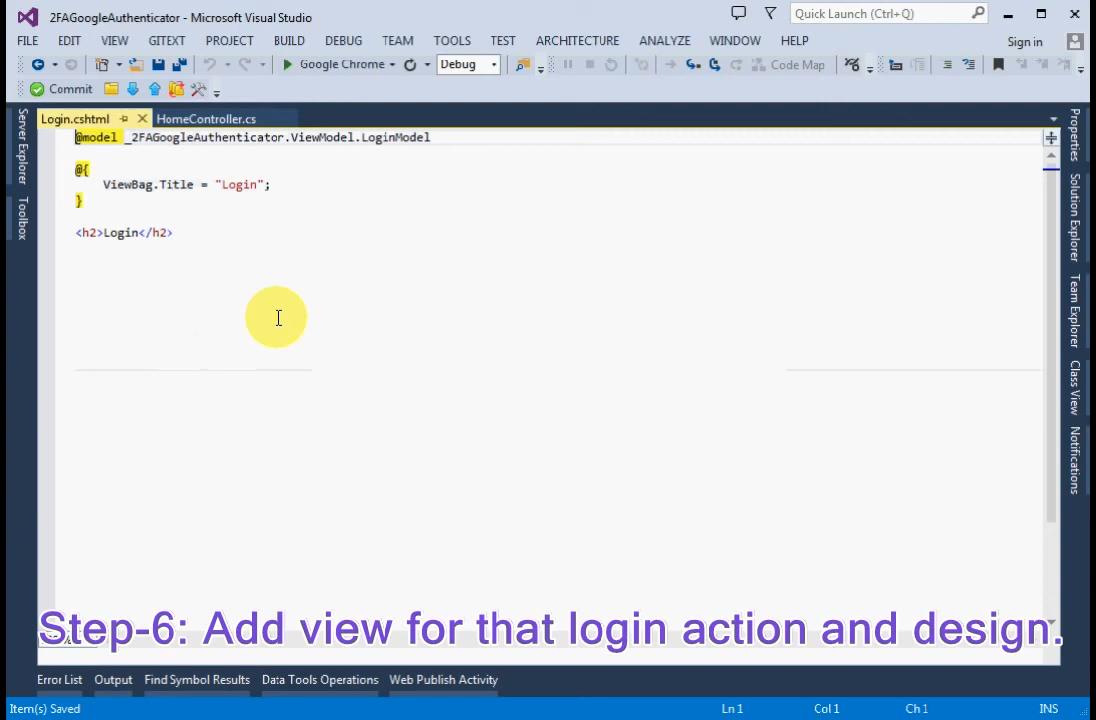 2FAGoogleAuthenticator - Microsoft Visual Studio
Quick Launch (Ctrl+Q)
FILE EDIT VIEW GITEXT PROJECT BUILD DEBUG TEAM TOOLS TEST ARCHITECTURE ANALYZE WINDOW HELP Sign in
Google Chrome Debug Code Map
Commit
Login.cshtml HomeController.cs
@model _2FAGoogleAuthenticator.ViewModel.LoginModel
@{
ViewBag.Title = "Login";
}
<h2>Login</h2>
Server Explorer
Toolbox
Properties
Solution Explorer
Team Explorer
Class View
Notifications
Step-6: Add view for that login action and design.
Error List Output Find Symbol Results Data Tools Operations Web Publish Activity
Item(s) Saved Ln 1 Col 1 Ch 1 INS